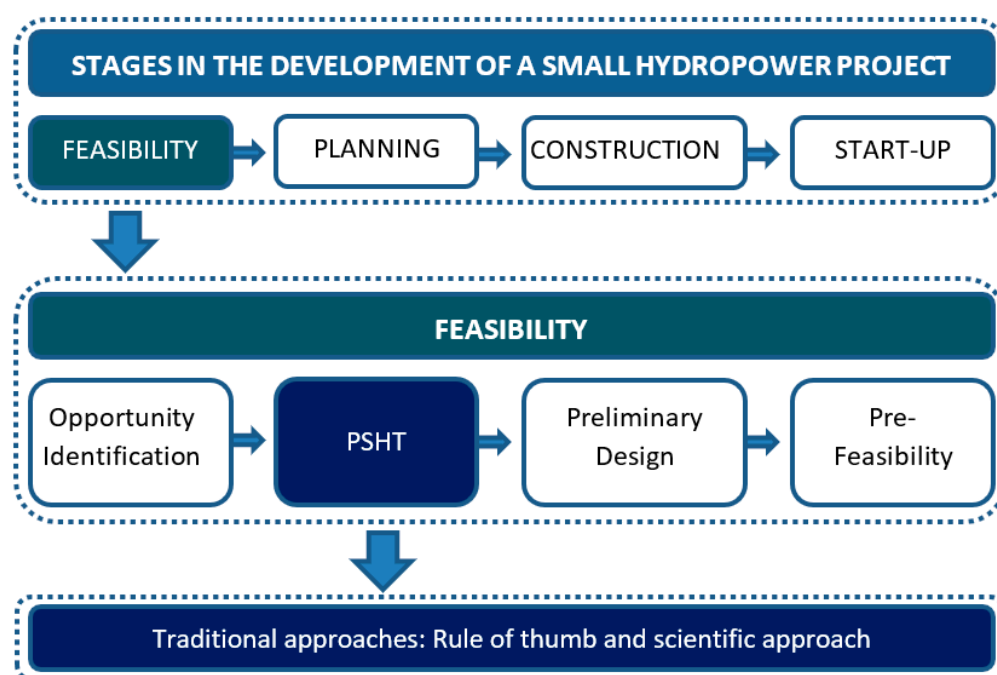 STAGES IN THE DEVELOPMENT OF A SMALL HYDROPOWER PROJECT
FEASIBILITY
PLANNING
CONSTRUCTION
START-UP
FEASIBILITY
Opportunity
Identification
PSHT
Preliminary
Design
Pre-
Feasibility
Traditional approaches: Rule of thumb and scientific approach